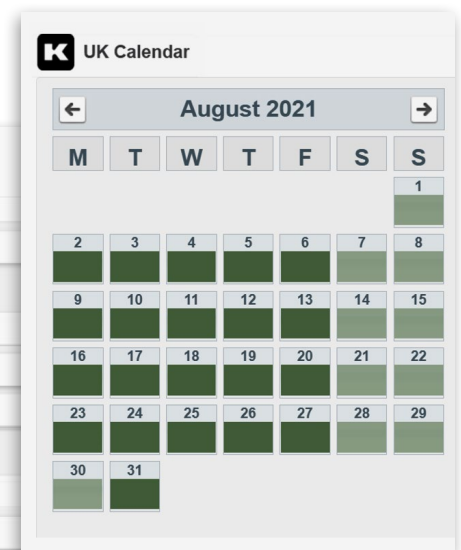 K UK Calendar
August 2021
M T W T F S S
1
2 3 4 5 6 7 8
9 10 11 12 13 14 15
16 17 18 19 20 21 22
23 24 25 26 27 28 29
30 31